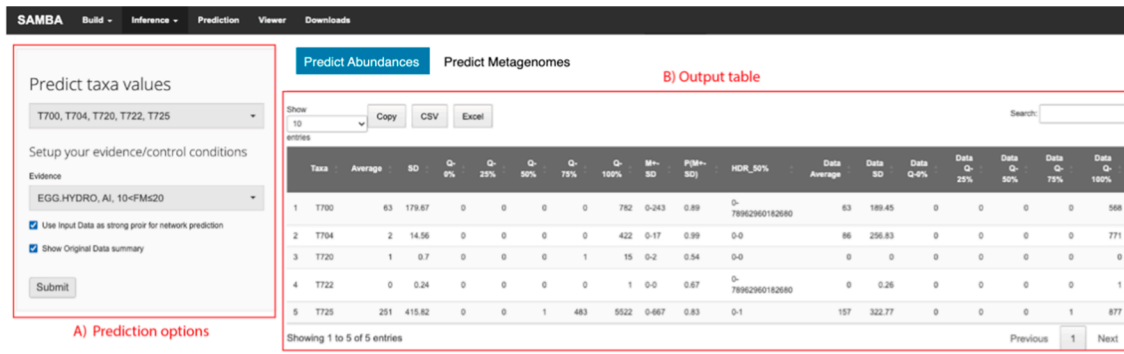 SAMBA Build Inference Prediction Viewer Downloads
Predict taxa values
T700, T704, T720, T722, T725
Setup your evidence/control conditions
Evidence
EGG.HYDRO, AI, 10<FM≤20
Use Input Data as strong proir for network prediction
Show Original Data summary
Submit
A) Prediction options
Predict Abundances Predict Metagenomes
B) Output table
Show
10
entries
Copy CSV Excel
Search:
Taxa Average SD Q-0% Q-25% Q-50% Q-75% Q-100% M+-SD P(M+-SD) HDR_50% Data Average Data SD Data Q-0% Data Q-25% Data Q-50% Data Q-75% Data Q-100%
1 T700 63 179.67 0 0 0 0 782 0-243 0.89 0-78962960182680 63 189.45 0 0 0 0 568
2 T704 2 14.56 0 0 0 0 422 0-17 0.99 0-0 86 256.83 0 0 0 0 771
3 T720 1 0.7 0 0 0 1 15 0-2 0.54 0-0 0 0 0 0 0 0 0
4 T722 0 0.24 0 0 0 0 1 0-0 0.67 0-78962960182680 0 0.26 0 0 0 0 1
5 T725 251 415.82 0 0 1 483 5522 0-667 0.83 0-1 157 322.77 0 0 0 1 877
Showing 1 to 5 of 5 entries
Previous 1 Next